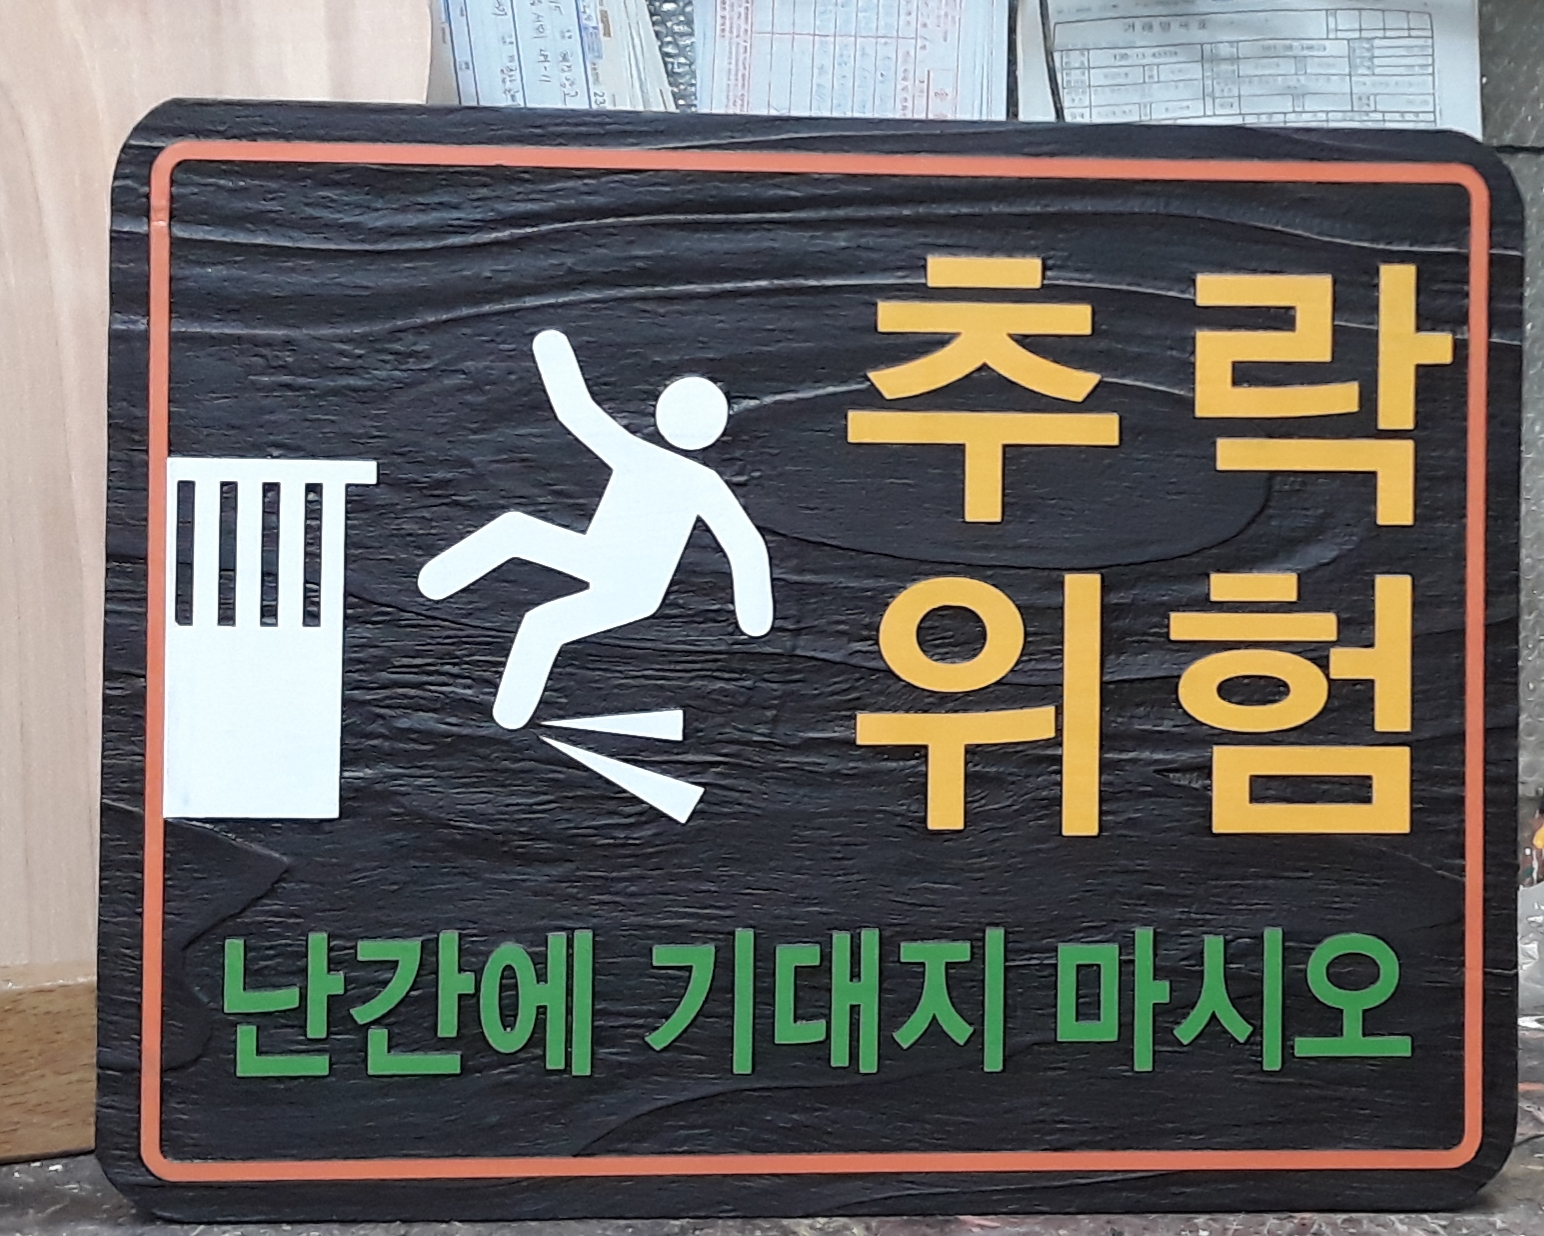 추락
위험
난간에 기대지 마시오